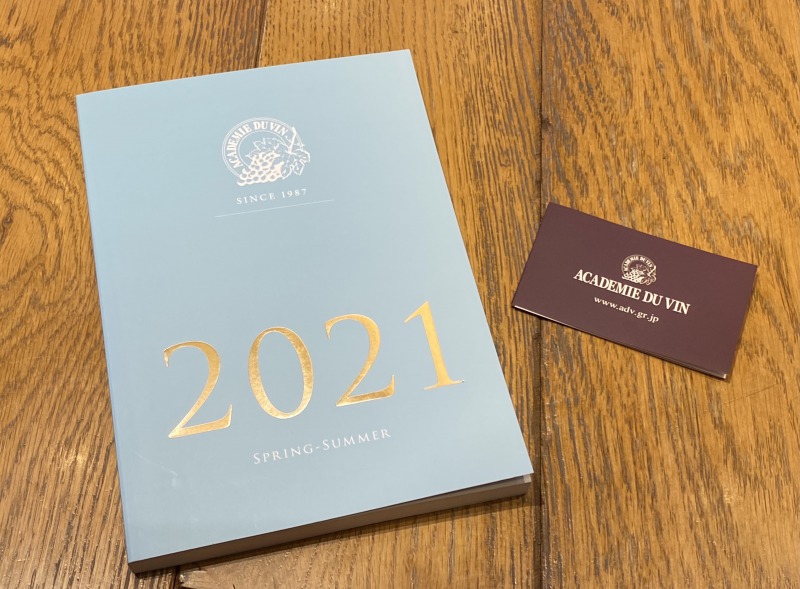 ACADEMIE DU VIN
SINCE 1987
2021
SPRING-SUMMER
ACADEMIE DU VIN
ACADEMIE DU VIN
www.adv.gr.jp